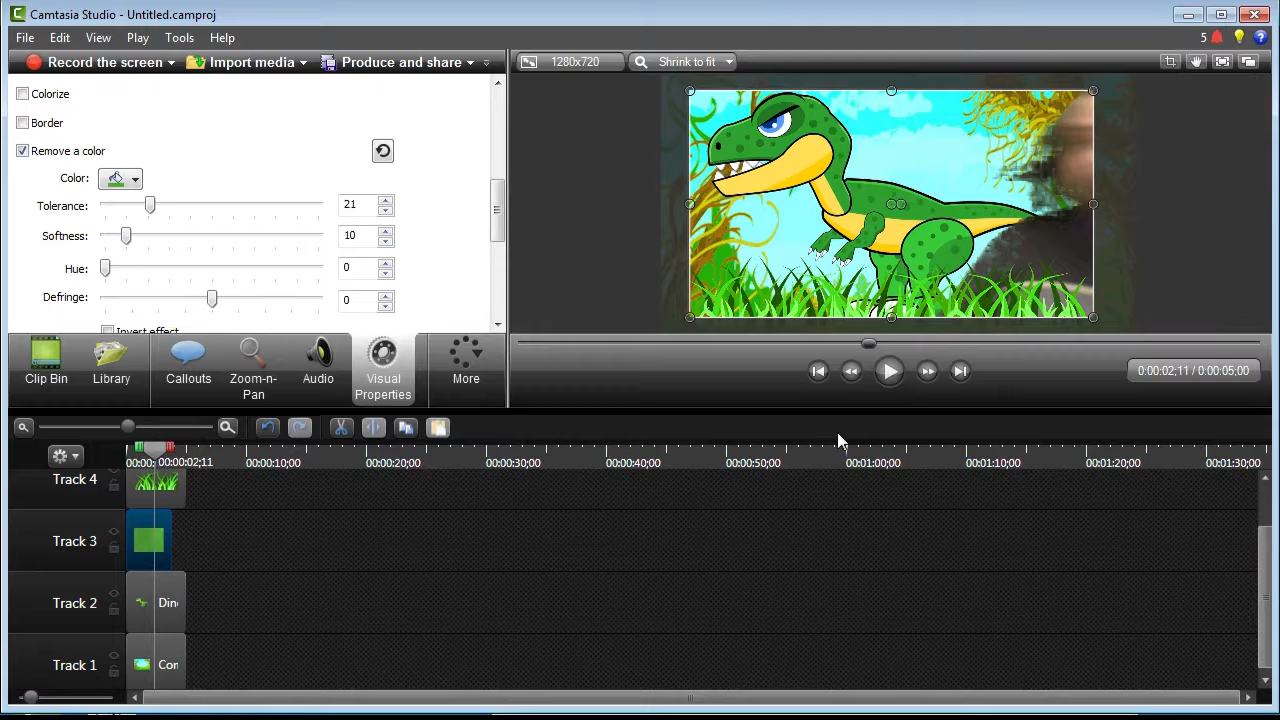 Camtasia Studio - Untitled.camproj
File Edit View Play Tools Help 5
Record the screen Import media Produce and share 1280x720 Shrink to fit
Colorize
Border
Remove a color
Color:
Tolerance: 21
Softness: 10
Hue: 0
Defringe: 0
Invert effect
Clip Bin Library Callouts Zoom-n-Pan Audio Visual Properties More
0:00:02;11 / 0:00:05;00
00:00: 00:00:02;11 00:00:10;00 00:00:20;00 00:00:30;00 00:00:40;00 00:00:50;00 00:01:00;00 00:01:10;00 00:01:20;00 00:01:30;00
Track 4
Track 3
Track 2 Din
Track 1 Con